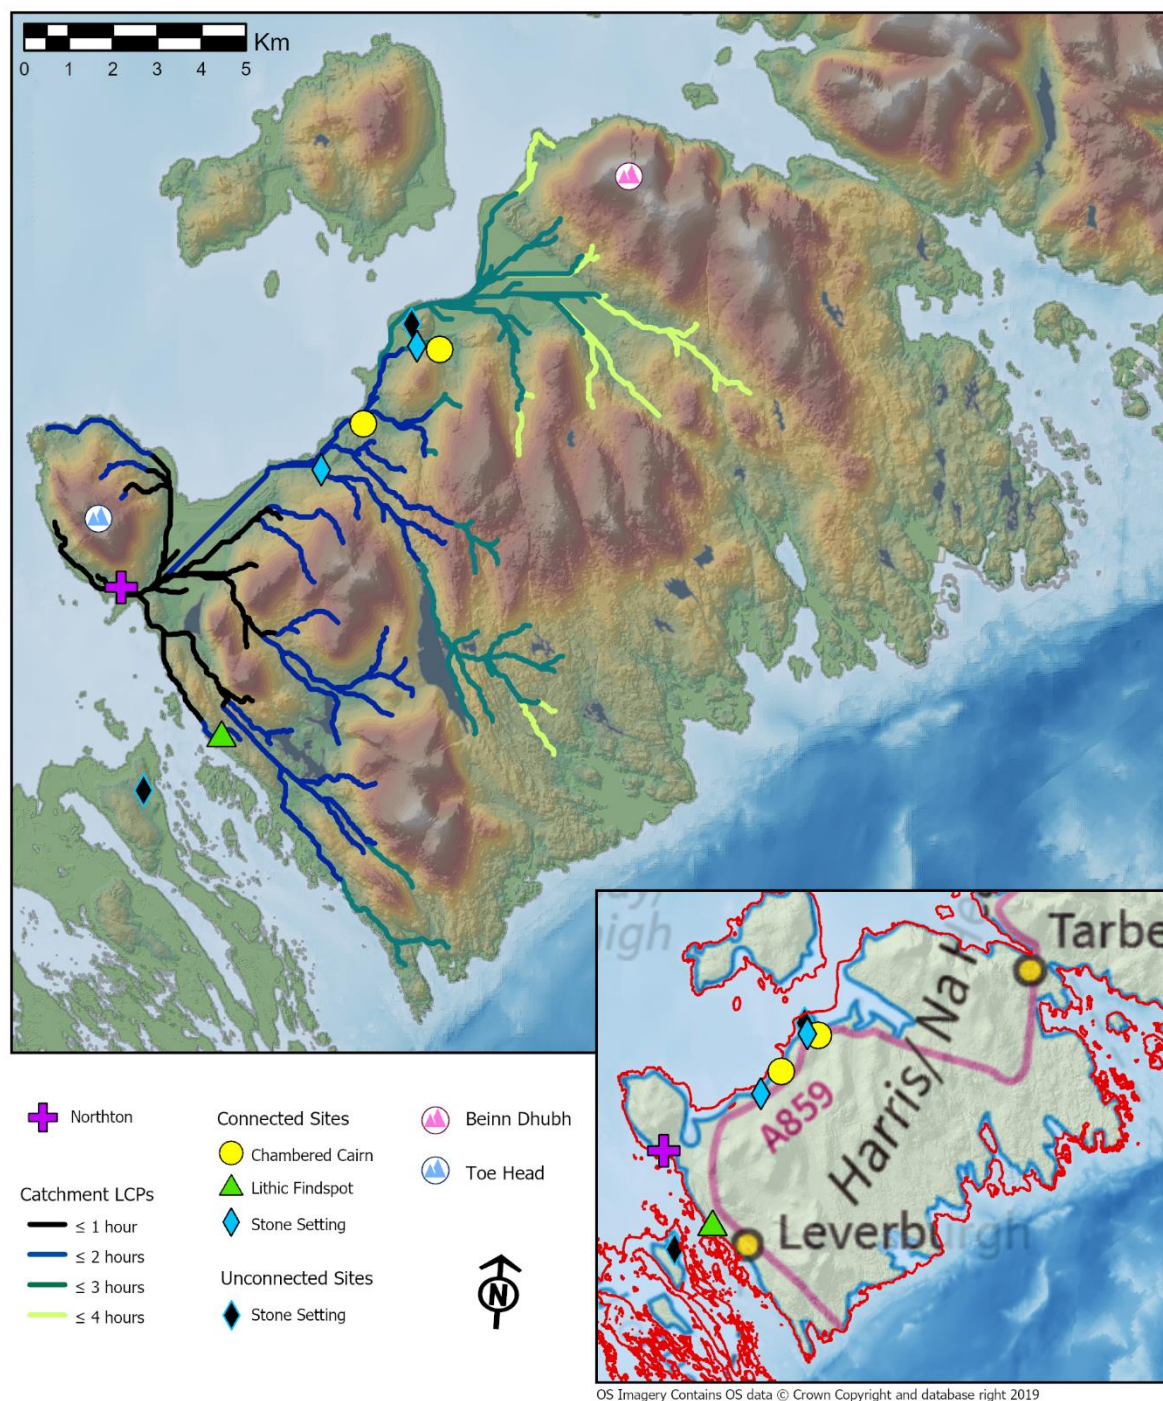 Km
0 1 2 3 4 5
Tarbe
Harris/ Na H
A859
Leverburgh
Northton
Catchment LCPs
≤ 1 hour
≤ 2 hours
≤ 3 hours
≤ 4 hours
Connected Sites
Chambered Cairn
Lithic Findspot
Stone Setting
Unconnected Sites
Stone Setting
Beinn Dhubh
Toe Head
N
OS Imagery Contains OS data © Crown Copyright and database right 2019